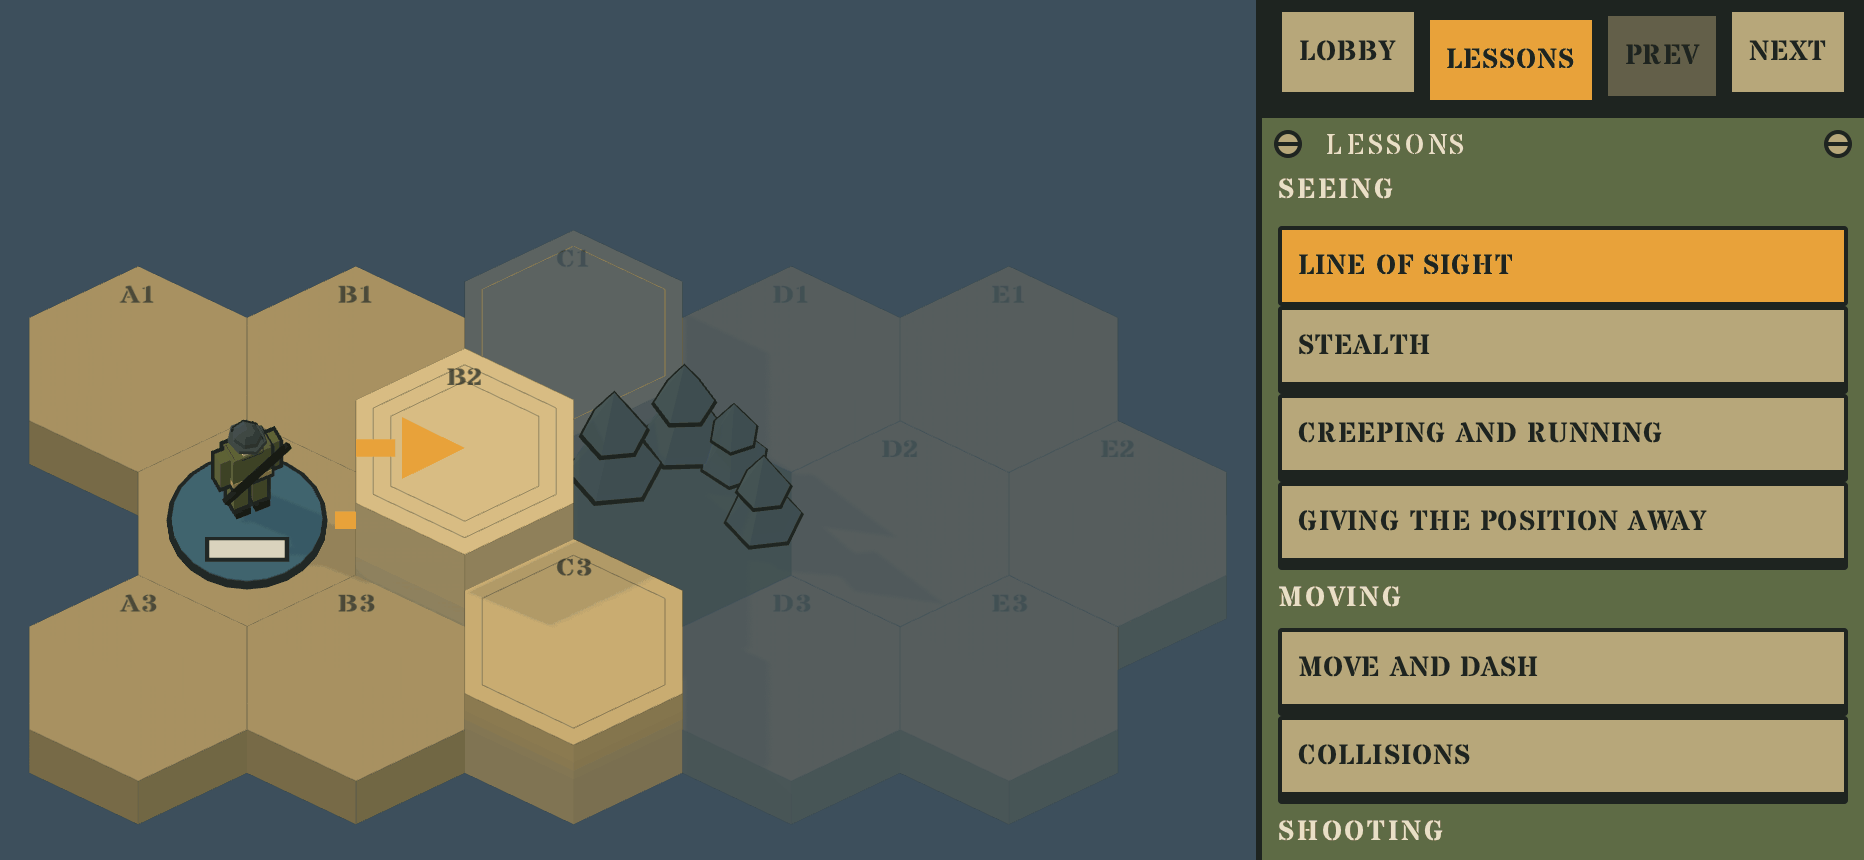 LOBBY
LESSONS
PREV
NEXT
LESSONS
SEEING
LINE OF SIGHT
STEALTH
CREEPING AND RUNNING
GIVING THE POSITION AWAY
MOVING
MOVE AND DASH
COLLISIONS
SHOOTING
C1
A1
B1
D1
E1
B2
D2
E2
C3
A3
B3
D3
E3